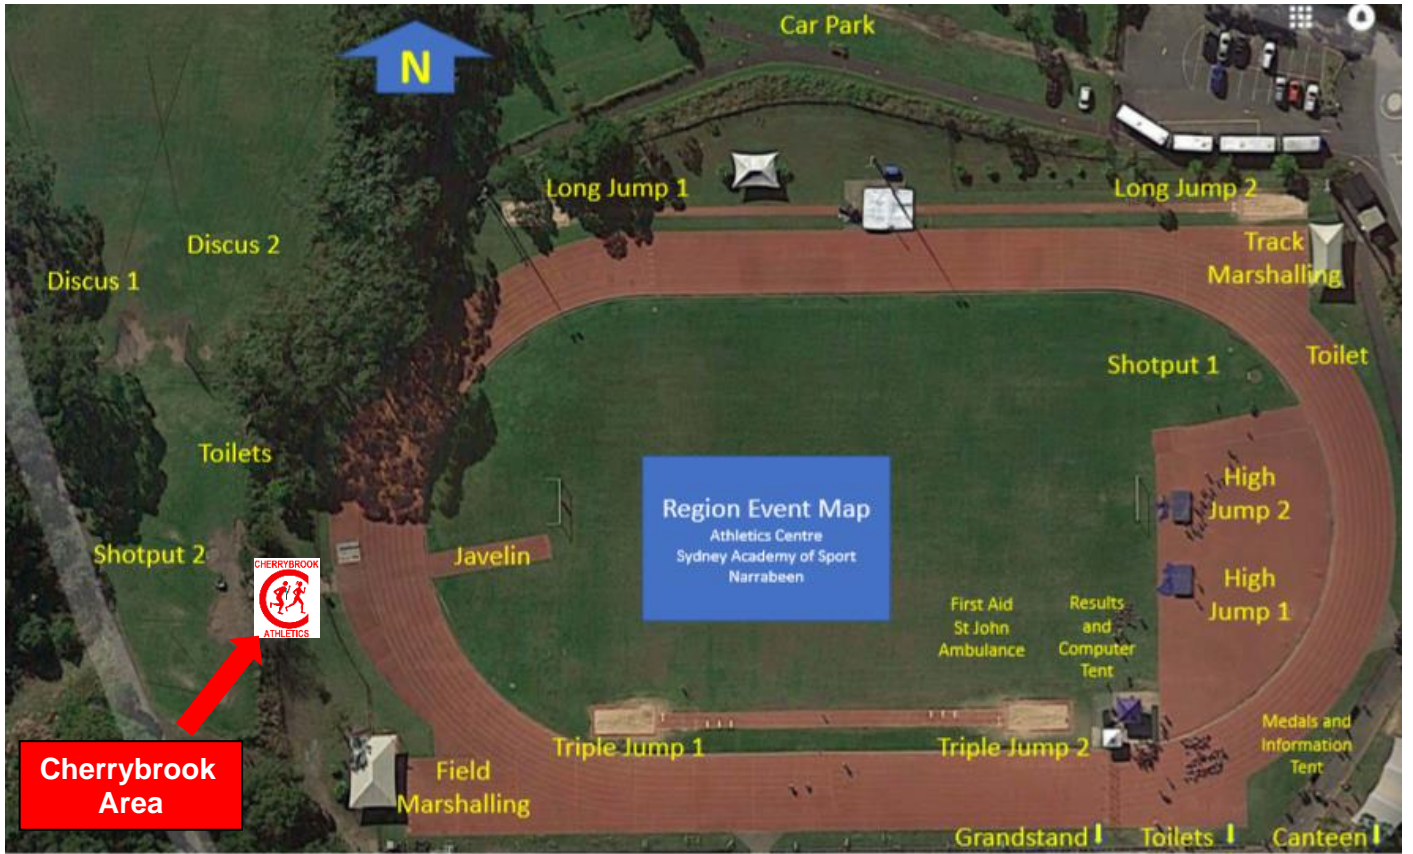 Car Park
N
Long Jump 1
Long Jump 2
Discus 2
Discus 1
Track
Marshalling
Shotput 1
Toilet
Toilets
High
Jump 2
Region Event Map
Athletics Centre
Sydney Academy of Sport
Narrabeen
Shotput 2
Javelin
CHERRYBROOK
ATHLETICS
High
Jump 1
First Aid
St John
Ambulance
Results
and
Computer
Tent
Triple Jump 1
Triple Jump 2
Medals and
Information
Tent
Cherrybrook
Area
Field
Marshalling
Grandstand
Toilets
Canteen